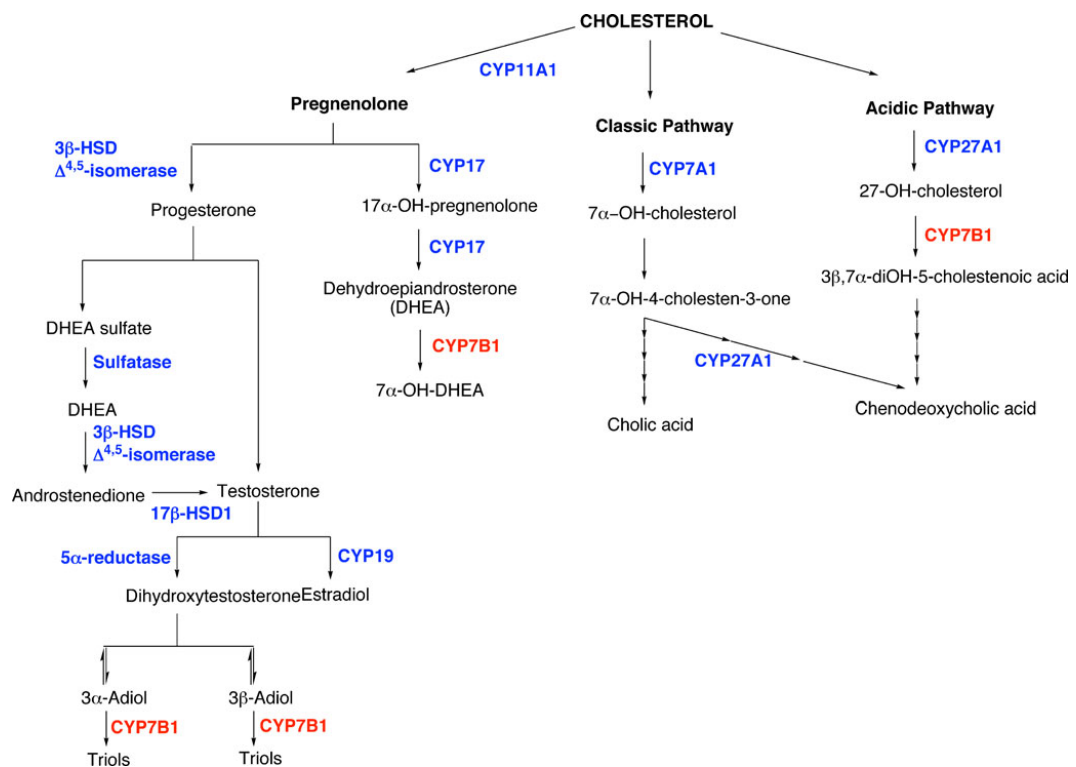 CHOLESTEROL
CYP11A1
Pregnenolone
3β-HSD
Δ4,5-isomerase
CYP17
Progesterone
17α-OH-pregnenolone
CYP17
Dehydroepiandrosterone
(DHEA)
CYP7B1
7α-OH-DHEA
DHEA sulfate
Sulfatase
DHEA
3β-HSD
Δ4,5-isomerase
Androstenedione
17β-HSD1
Testosterone
5α-reductase
CYP19
Dihydroxytestosterone
Estradiol
3α-Adiol
3β-Adiol
CYP7B1
CYP7B1
Triols
Triols
Classic Pathway
CYP7A1
7α–OH-cholesterol
7α-OH-4-cholesten-3-one
CYP27A1
Cholic acid
Acidic Pathway
CYP27A1
27-OH-cholesterol
CYP7B1
3β,7α-diOH-5-cholestenoic acid
Chenodeoxycholic acid